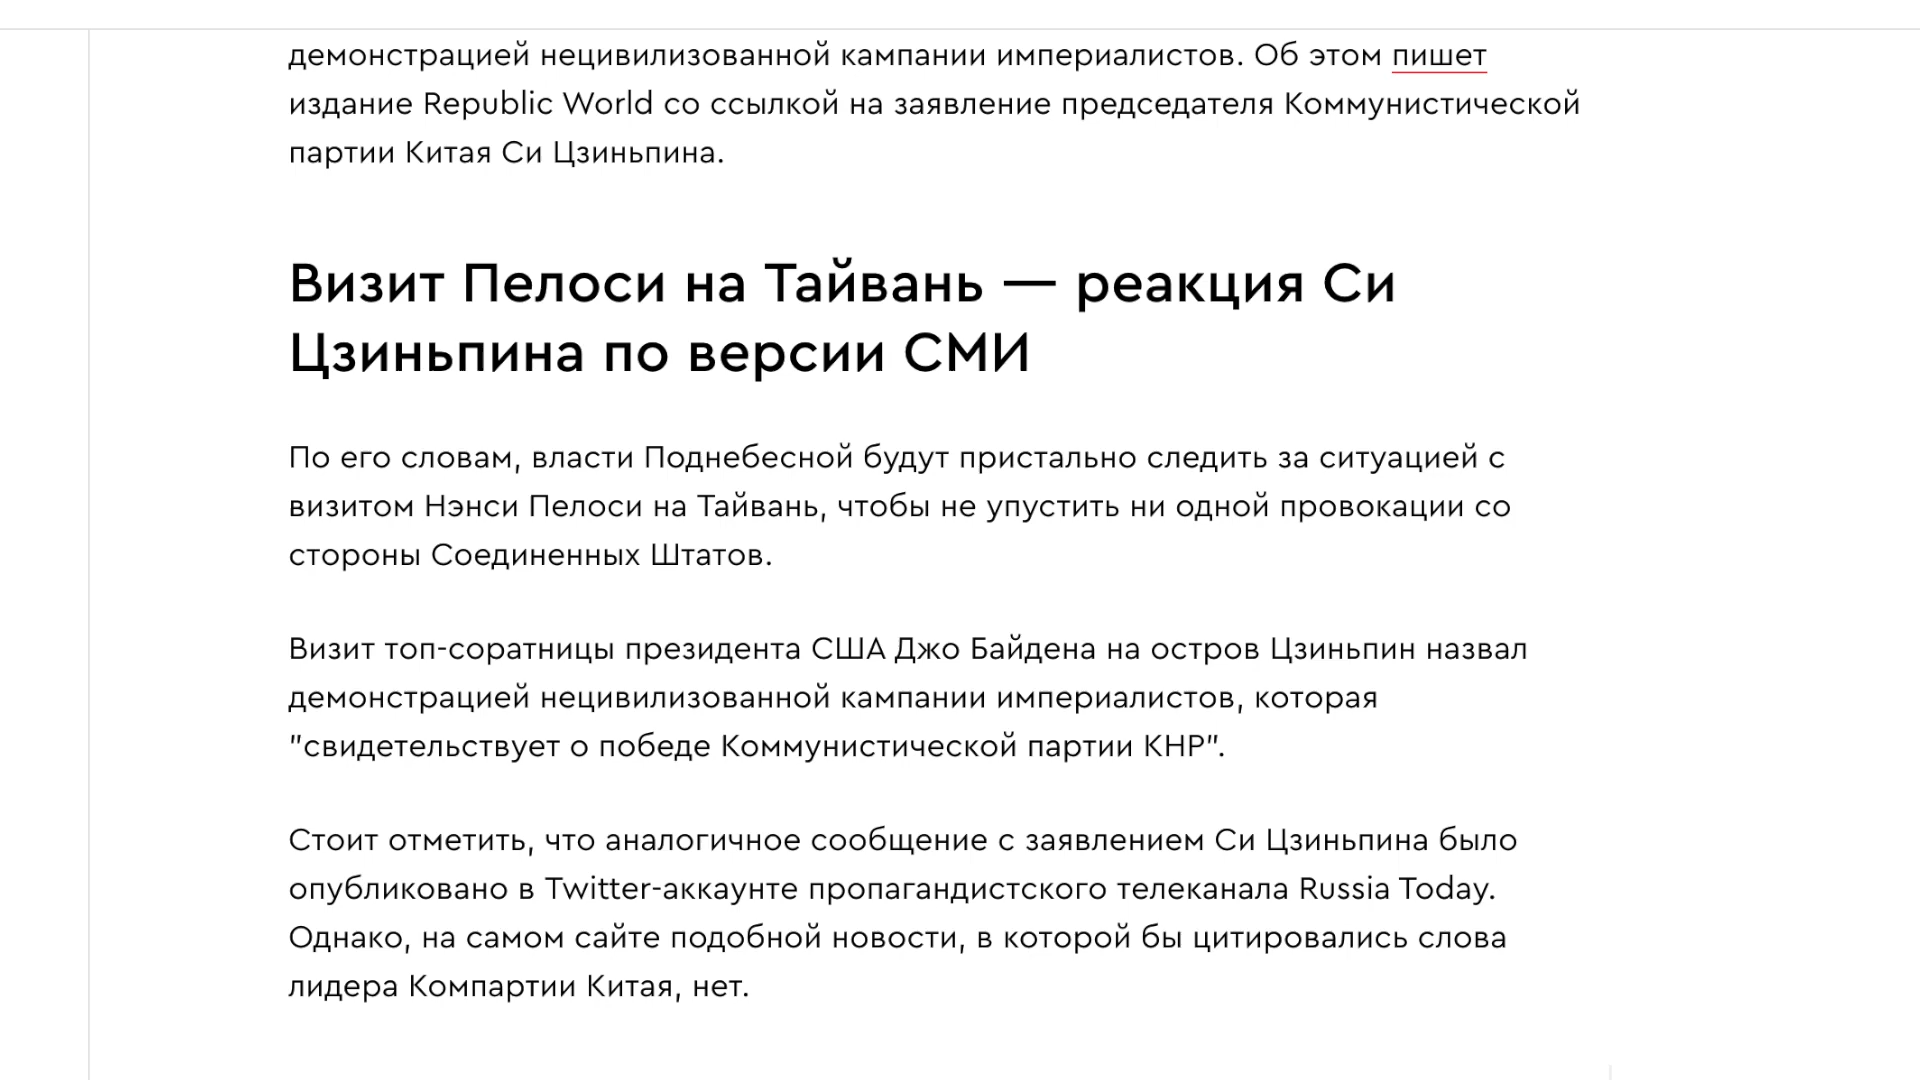 демонстрацией нецивилизованной кампании империалистов. Об этом пишет
издание Republic World со ссылкой на заявление председателя Коммунистической
партии Китая Си Цзиньпина.
Визит Пелоси на Тайвань — реакция Си
Цзиньпина по версии СМИ
По его словам, власти Поднебесной будут пристально следить за ситуацией с
визитом Нэнси Пелоси на Тайвань, чтобы не упустить ни одной провокации со
стороны Соединенных Штатов.
Визит топ-соратницы президента США Джо Байдена на остров Цзиньпин назвал
демонстрацией нецивилизованной кампании империалистов, которая
"свидетельствует о победе Коммунистической партии КНР".
Стоит отметить, что аналогичное сообщение с заявлением Си Цзиньпина было
опубликовано в Twitter-аккаунте пропагандистского телеканала Russia Today.
Однако, на самом сайте подобной новости, в которой бы цитировались слова
лидера Компартии Китая, нет.